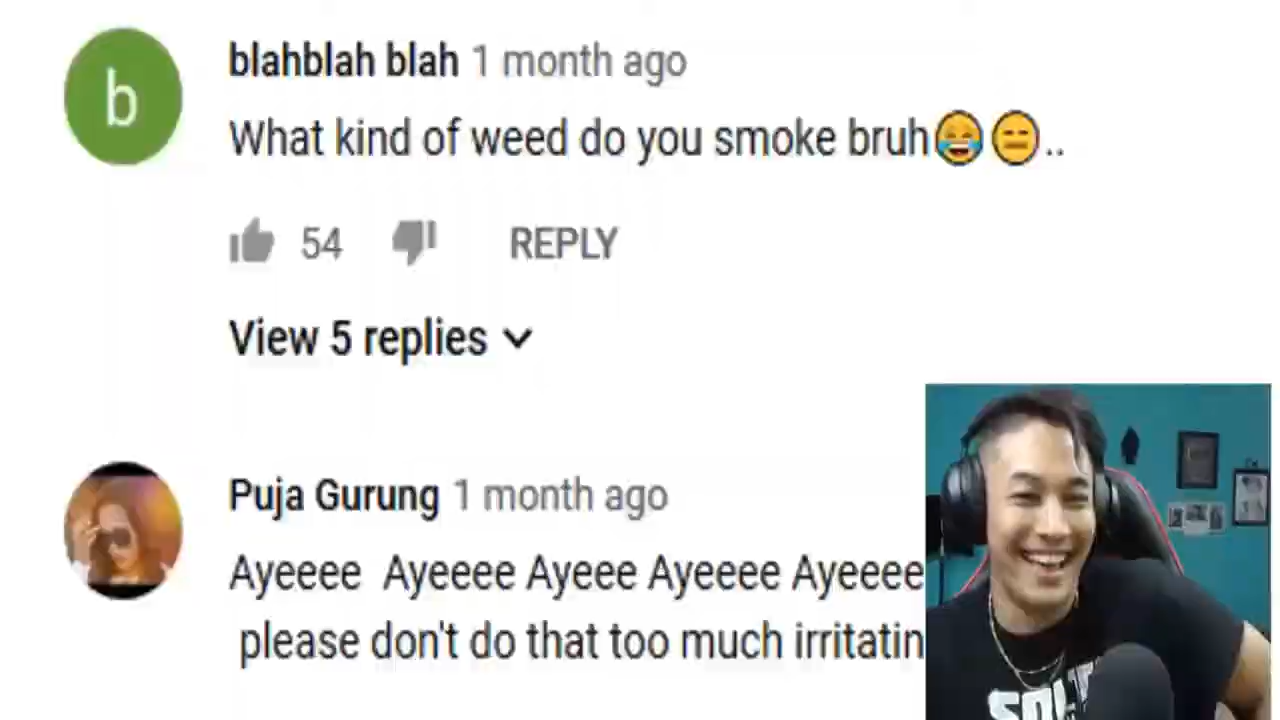 b
blahblah blah 1 month ago
What kind of weed do you smoke bruh😂😑..
54 REPLY
View 5 replies
Puja Gurung 1 month ago
Ayeeee Ayeeee Ayeee Ayeeee Ayeeee
please don't do that too much irritatin